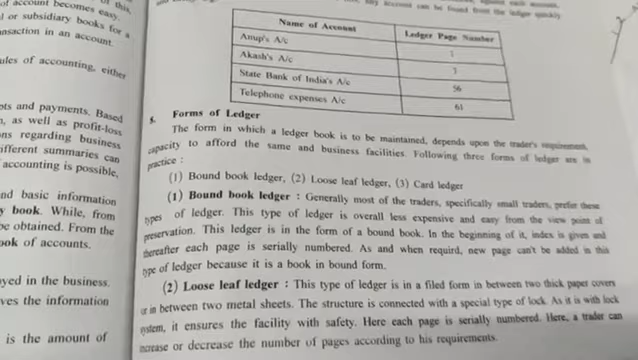 of account becomes easy.
of this
l or subsidiary books for a
nsaction in an account.
ules of accounting, either
ots and payments. Based
, as well as profit-loss
ns regarding business
ifferent summaries can
accounting is possible,
nd basic information
y book. While, from
be obtained. From the
ook of accounts.
yed in the business.
ves the information
is the amount of
any account can be found from the ledger quickly
Name of Account Ledger Page Number
Anup's A/c 1
Akash's A/c
State Bank of India's A/c 56
Telephone expenses A/c 61
5. Forms of Ledger
The form in which a ledger book is to be maintained, depends upon the trader's requirement,
capacity to afford the same and business facilities. Following three forms of ledger are in
practice :
(1) Bound book ledger, (2) Loose leaf ledger, (3) Card ledger
(1) Bound book ledger : Generally most of the traders, specifically small traders, prefer these
types of ledger. This type of ledger is overall less expensive and easy from the view point of
preservation. This ledger is in the form of a bound book. In the beginning of it, index is given and
thereafter each page is serially numbered. As and when requird, new page can't be added in this
type of ledger because it is a book in bound form.
(2) Loose leaf ledger : This type of ledger is in a filed form in between two thick paper covers
or in between two metal sheets. The structure is connected with a special type of lock. As it is with lock
system, it ensures the facility with safety. Here each page is serially numbered. Here, a trader can
increase or decrease the number of pages according to his requirements.